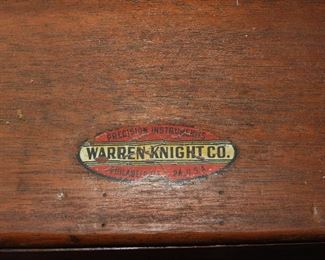 PRECISION INSTRUMENTS
WARREN-KNIGHT CO.
PHILADELPHIA, PA. U.S.A.